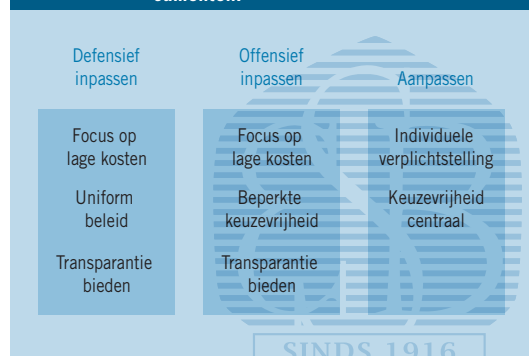 Defensief
inpassen
Offensief
inpassen
Aanpassen
Focus op
lage kosten
Uniform
beleid
Transparantie
bieden
Focus op
lage kosten
Beperkte
keuzevrijheid
Transparantie
bieden
Individuele
verplichtstelling
Keuzevrijheid
centraal
SINDS 1916